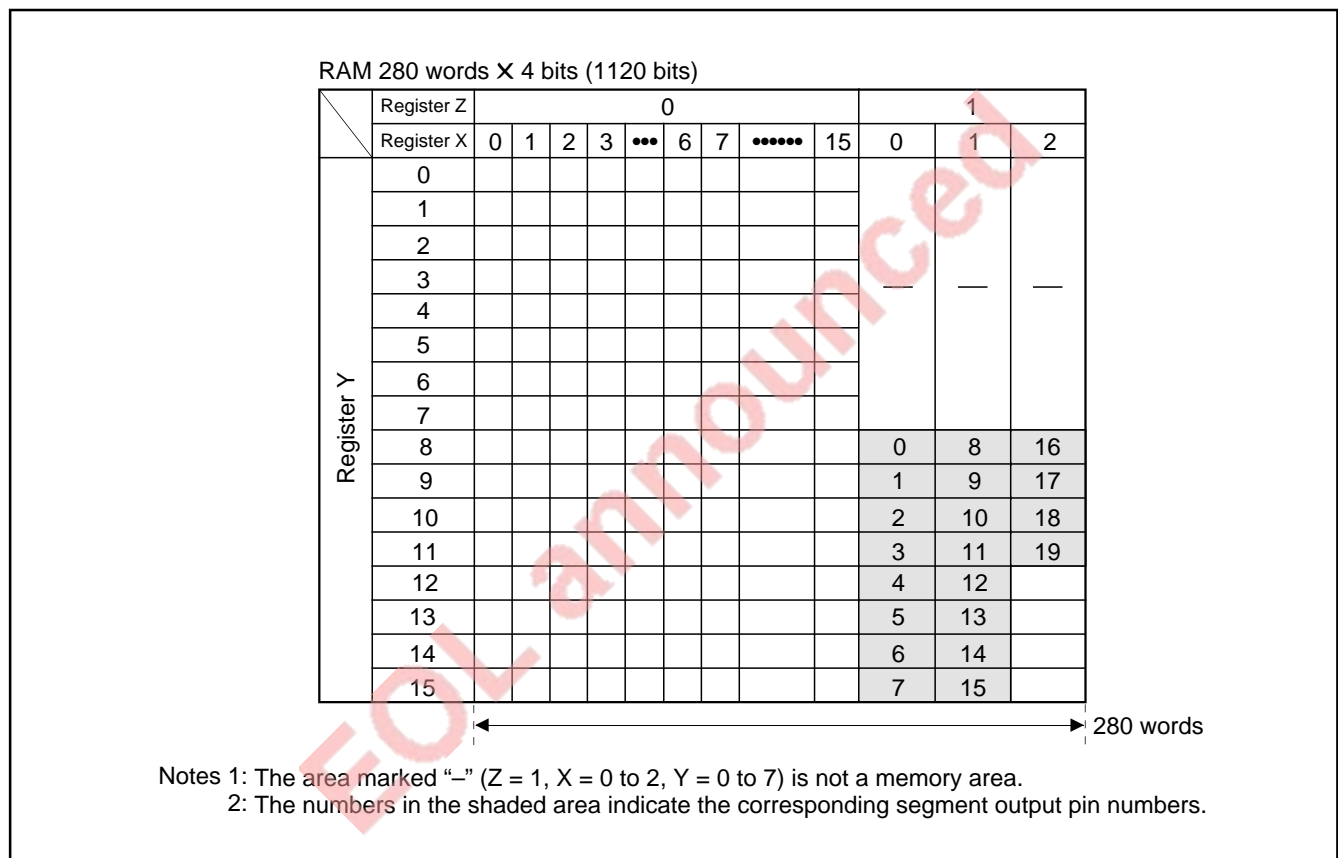 RAM 280 words × 4 bits (1120 bits)
Register Z 0 1
Register X 0 1 2 3 ••• 6 7 •••••• 15 0 1 2
Register Y
0
1
2
3 — — —
4
5
6
7
8 0 8 16
9 1 9 17
10 2 10 18
11 3 11 19
12 4 12
13 5 13
14 6 14
15 7 15
280 words
Notes 1: The area marked “–” (Z = 1, X = 0 to 2, Y = 0 to 7) is not a memory area.
2: The numbers in the shaded area indicate the corresponding segment output pin numbers.
EOL announced